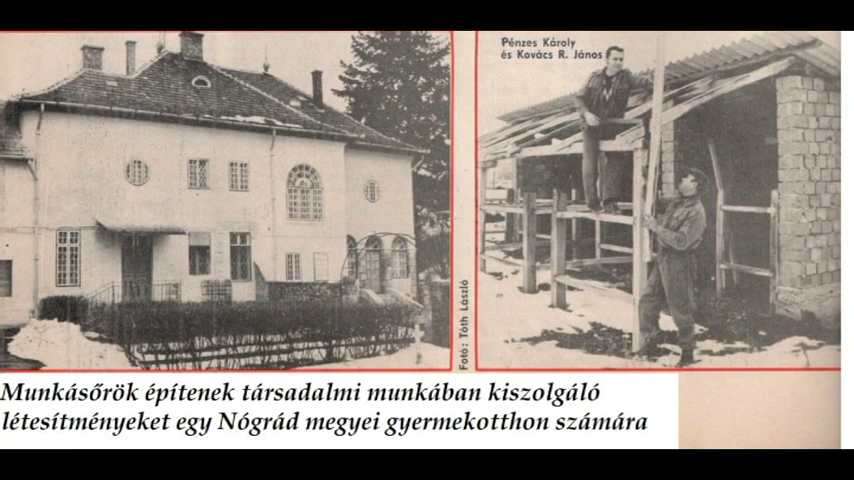 Pénzes Károly
és Kovács R. János
Fotó: Tóth László
Munkásőrök építenek társadalmi munkában kiszolgáló
létesítményeket egy Nógrád megyei gyermekotthon számára